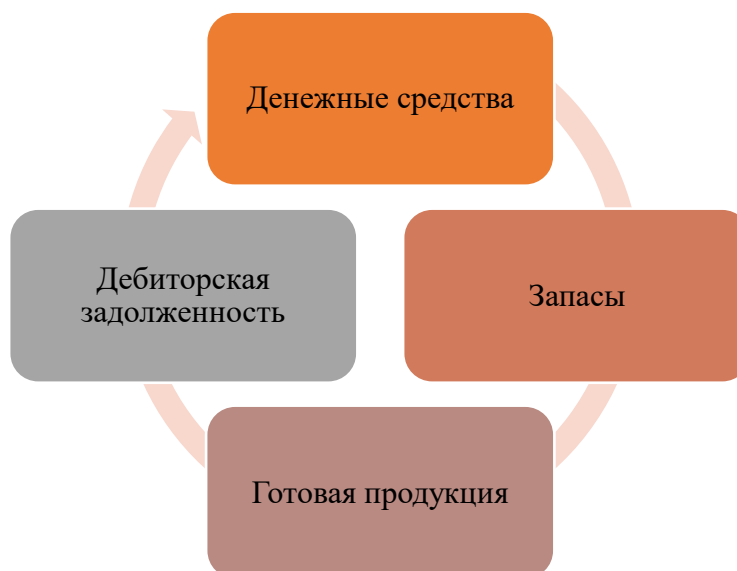 Денежные средства
Запасы
Готовая продукция
Дебиторская
задолженность